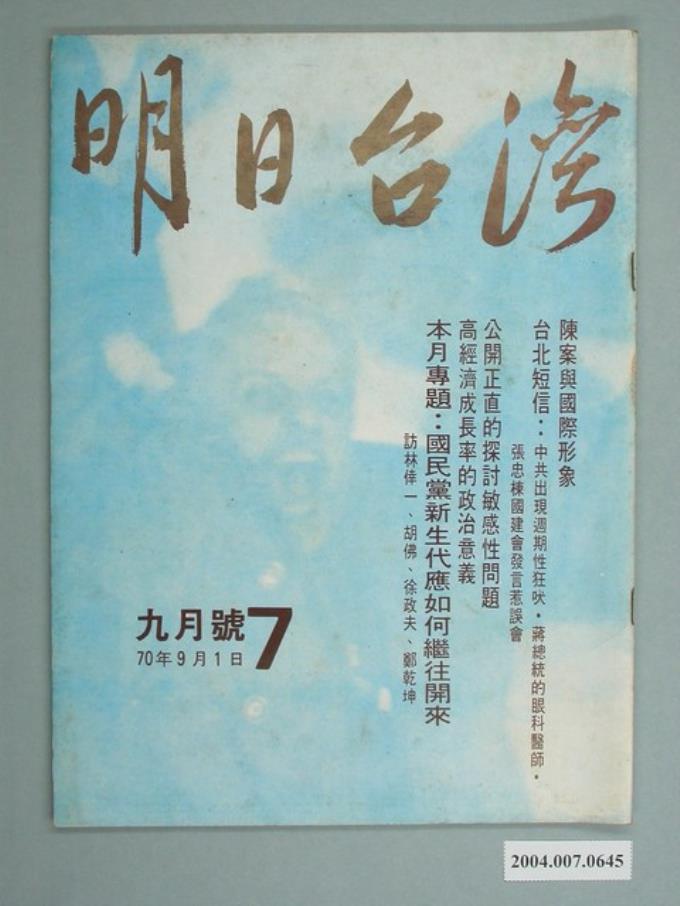 明日台灣
陳案與國際形象
台北短信：中共出現週期性狂吠・蔣總統的眼科醫師・
張忠棟國建會發言惹誤會
公開正直的探討敏感性問題
高經濟成長率的政治意義
本月專題：國民黨新生代應如何繼往開來
訪林倖一、胡佛、徐政夫、鄭乾坤
九月號7
70年9月1日
2004.007.0645